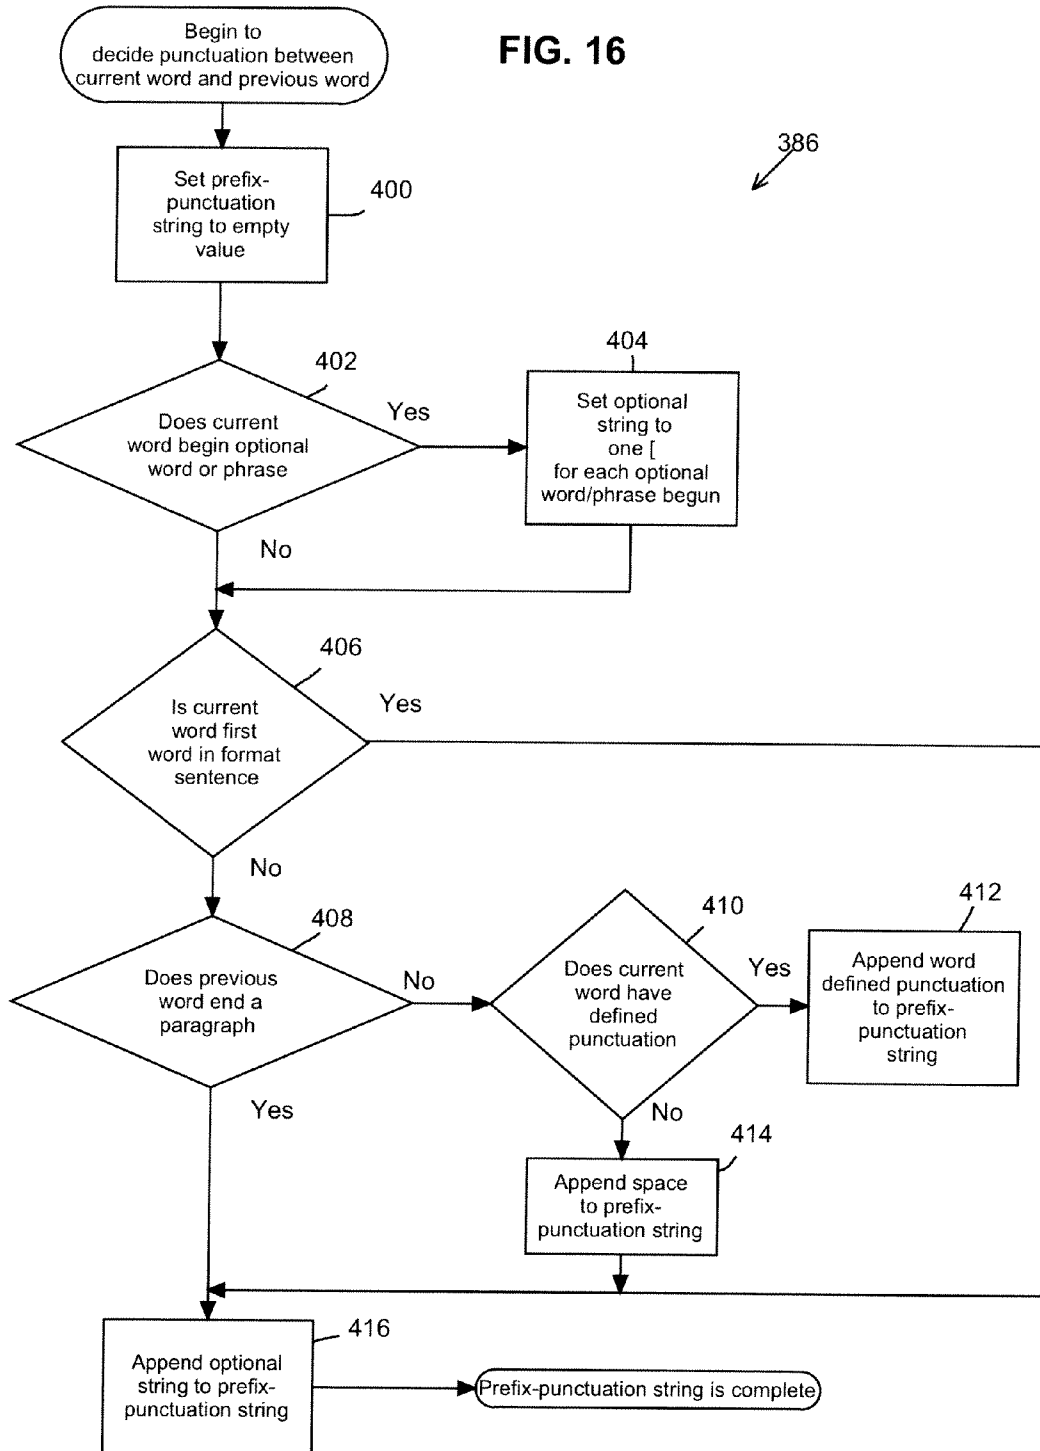 Begin to
decide punctuation between
current word and previous word
FIG. 16
386
Set prefix-
punctuation
string to empty
value
400
402
Does current
word begin optional
word or phrase
Yes
404
Set optional
string to
one [
for each optional
word/phrase begun
No
406
Is current
word first
word in format
sentence
Yes
No
408
Does previous
word end a
paragraph
No
410
Does current
word have
defined
punctuation
Yes
412
Append word
defined punctuation
to prefix-
punctuation
string
Yes
No
414
Append space
to prefix-
punctuation string
416
Append optional
string to prefix-
punctuation string
Prefix-punctuation string is complete